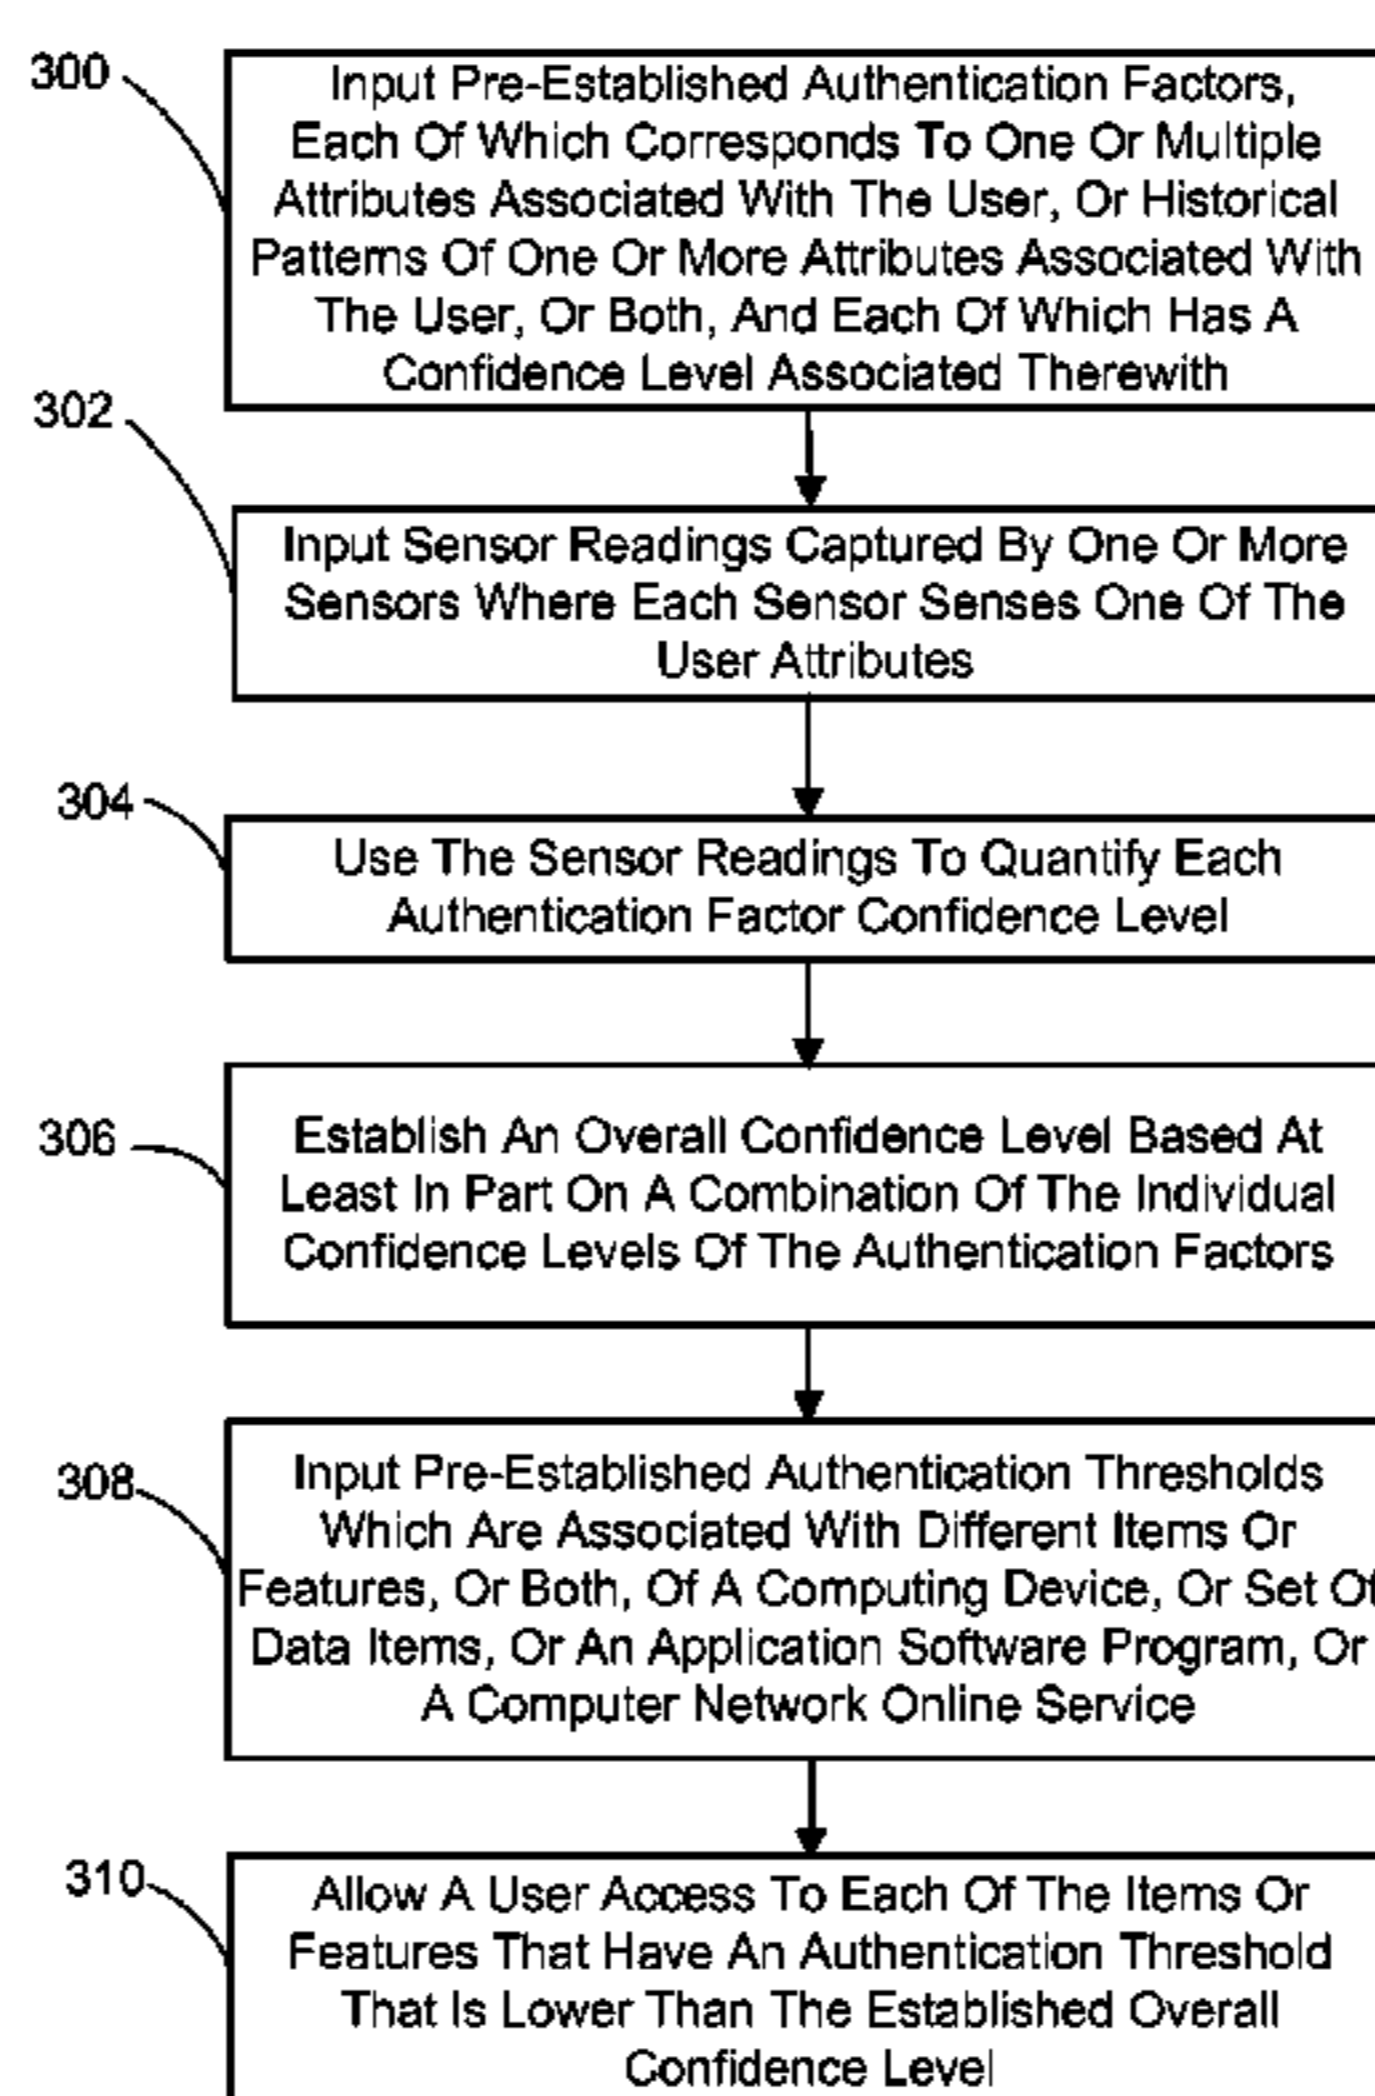 300
Input Pre-Established Authentication Factors,
Each Of Which Corresponds To One Or Multiple
Attributes Associated With The User, Or Historical
Patterns Of One Or More Attributes Associated With
The User, Or Both, And Each Of Which Has A
Confidence Level Associated Therewith
302
Input Sensor Readings Captured By One Or More
Sensors Where Each Sensor Senses One Of The
User Attributes
304
Use The Sensor Readings To Quantify Each
Authentication Factor Confidence Level
306
Establish An Overall Confidence Level Based At
Least In Part On A Combination Of The Individual
Confidence Levels Of The Authentication Factors
308
Input Pre-Established Authentication Thresholds
Which Are Associated With Different Items Or
Features, Or Both, Of A Computing Device, Or Set Of
Data Items, Or An Application Software Program, Or
A Computer Network Online Service
310
Allow A User Access To Each Of The Items Or
Features That Have An Authentication Threshold
That Is Lower Than The Established Overall
Confidence Level